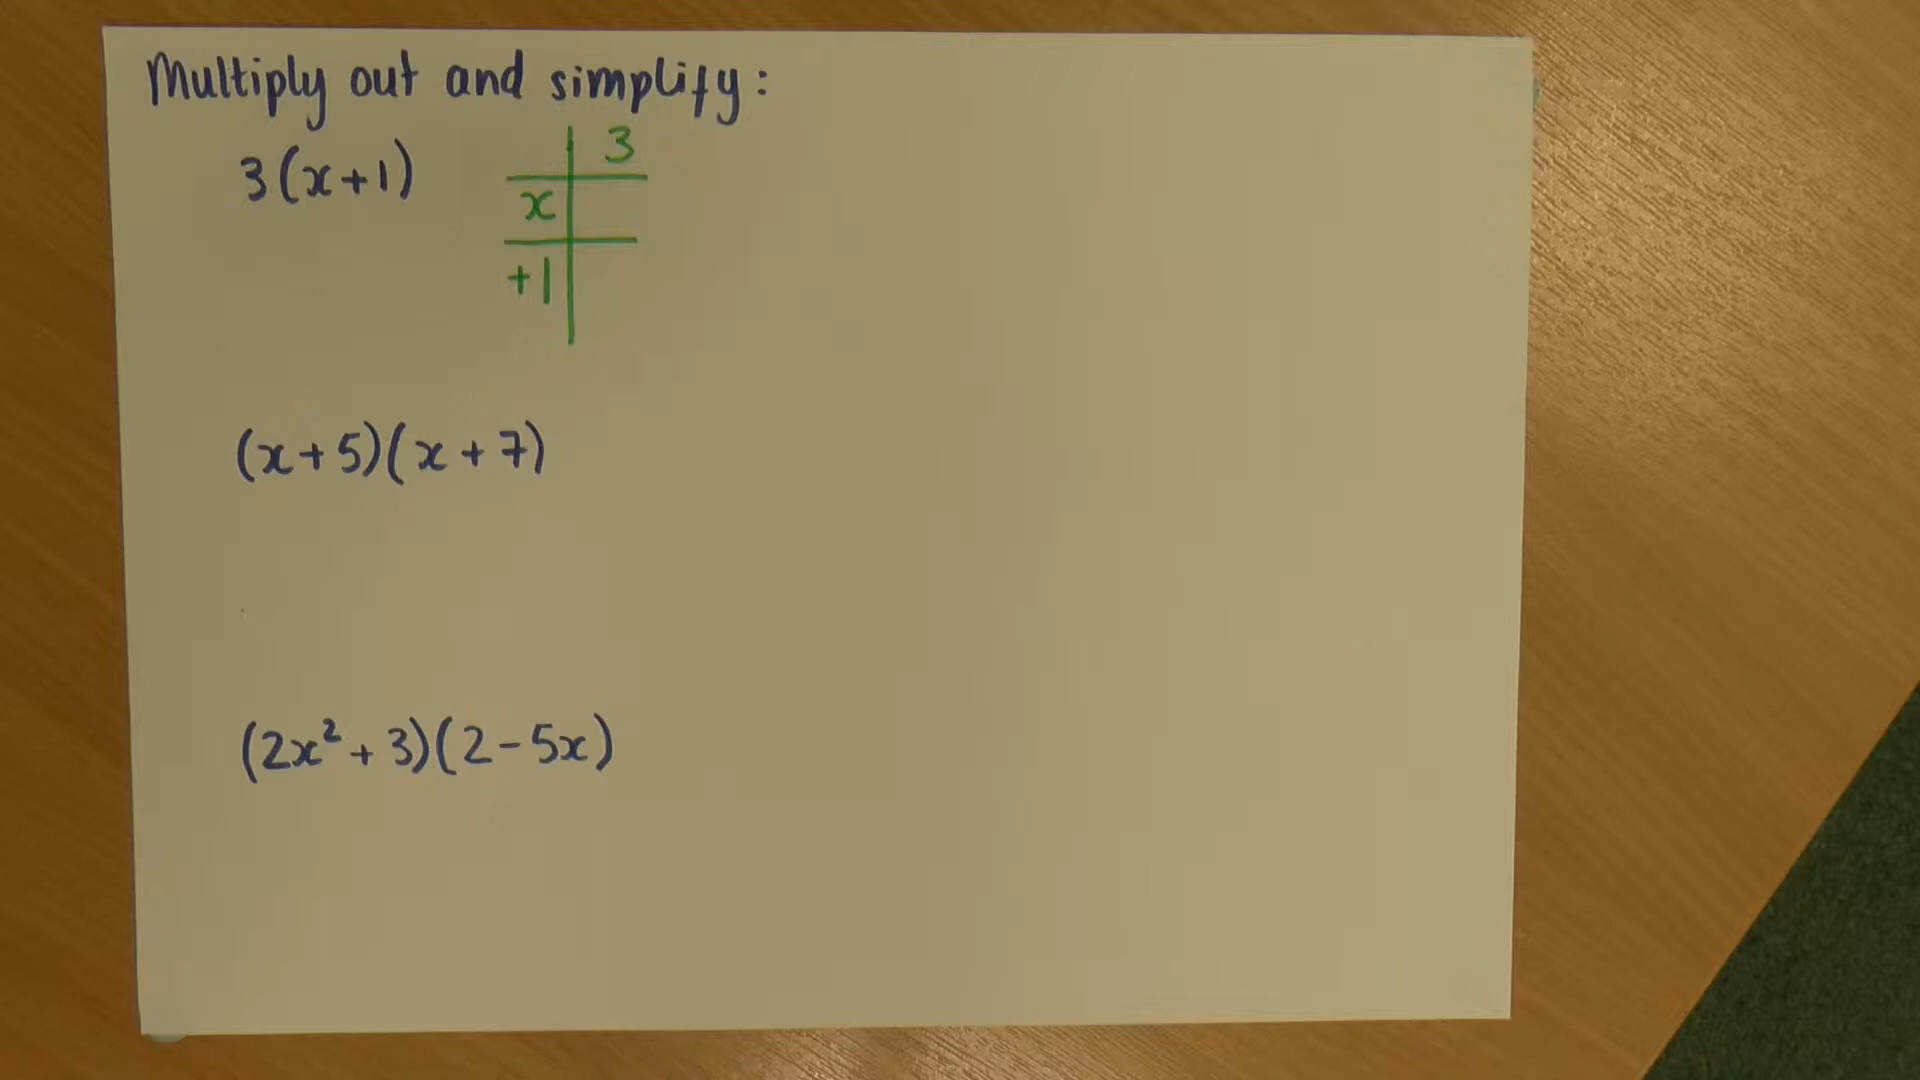 Multiply out and simplify:
3(x+1)
3
x
+1
(x+5)(x+7)
(2x²+3)(2-5x)